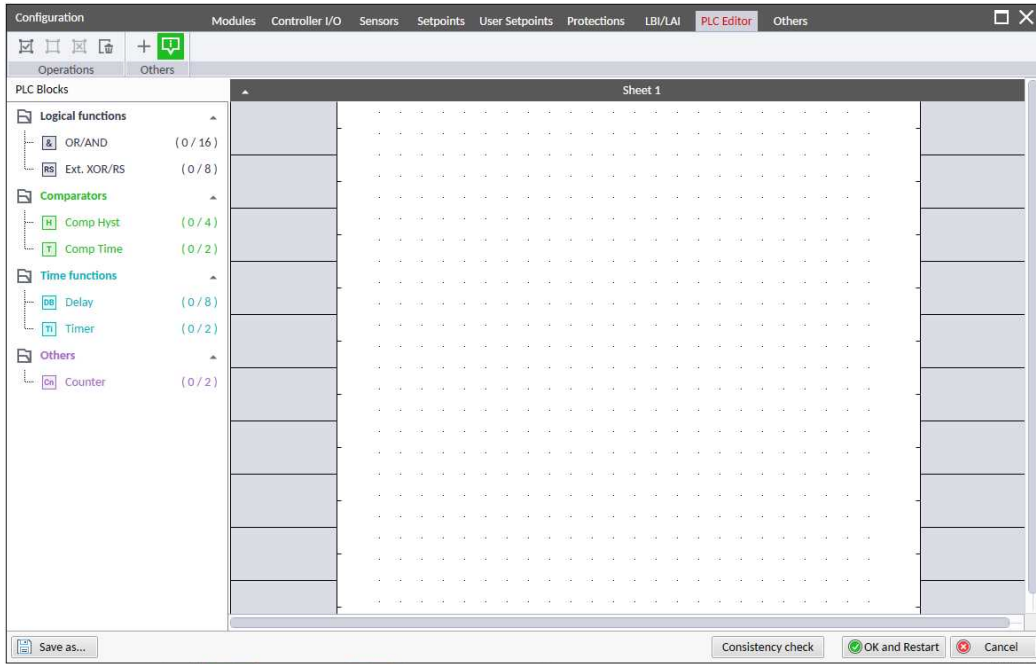 Configuration
Modules Controller I/O Sensors Setpoints User Setpoints Protections LBI/LAI PLC Editor Others
Operations Others
PLC Blocks
Sheet 1
Logical functions
& OR/AND ( 0 / 16 )
RS Ext. XOR/RS ( 0 / 8 )
Comparators
H Comp Hyst ( 0 / 4 )
T Comp Time ( 0 / 2 )
Time functions
DB Delay ( 0 / 8 )
Ti Timer ( 0 / 2 )
Others
Cn Counter ( 0 / 2 )
Save as... Consistency check OK and Restart Cancel